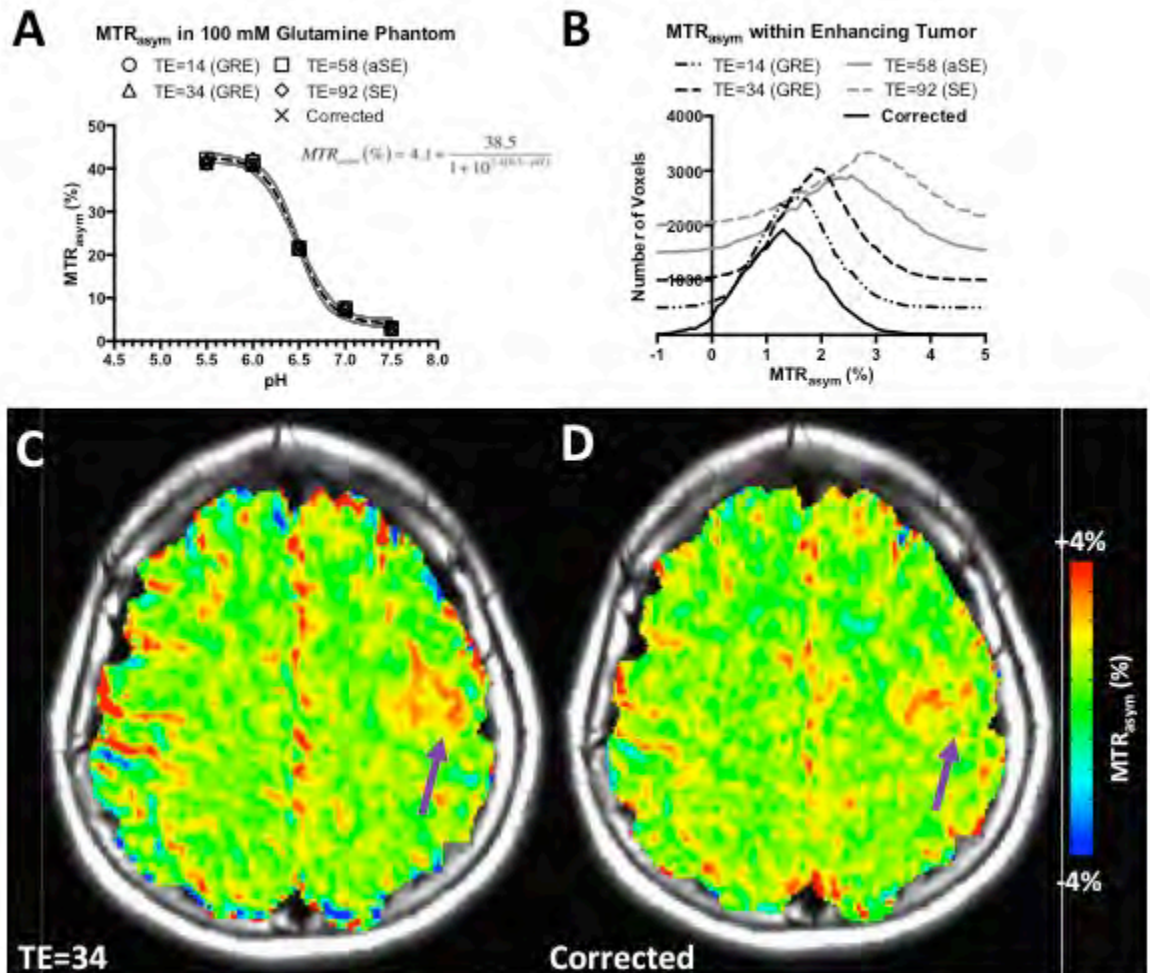 A
MTRasym in 100 mM Glutamine Phantom
TE=14 (GRE) TE=58 (aSE)
TE=34 (GRE) TE=92 (SE)
Corrected
50
40
30
20
10
0
MTRasym (%)
4.5 5.0 5.5 6.0 6.5 7.0 7.5 8.0
pH
38.5
B
MTRasym within Enhancing Tumor
TE=14 (GRE) TE=58 (aSE)
TE=34 (GRE) TE=92 (SE)
Corrected
4000
3000
2000
1000
Number of Voxels
-1 0 1 2 3 4 5
MTRasym (%)
C
TE=34
D
Corrected
+4%
MTRasym (%)
-4%